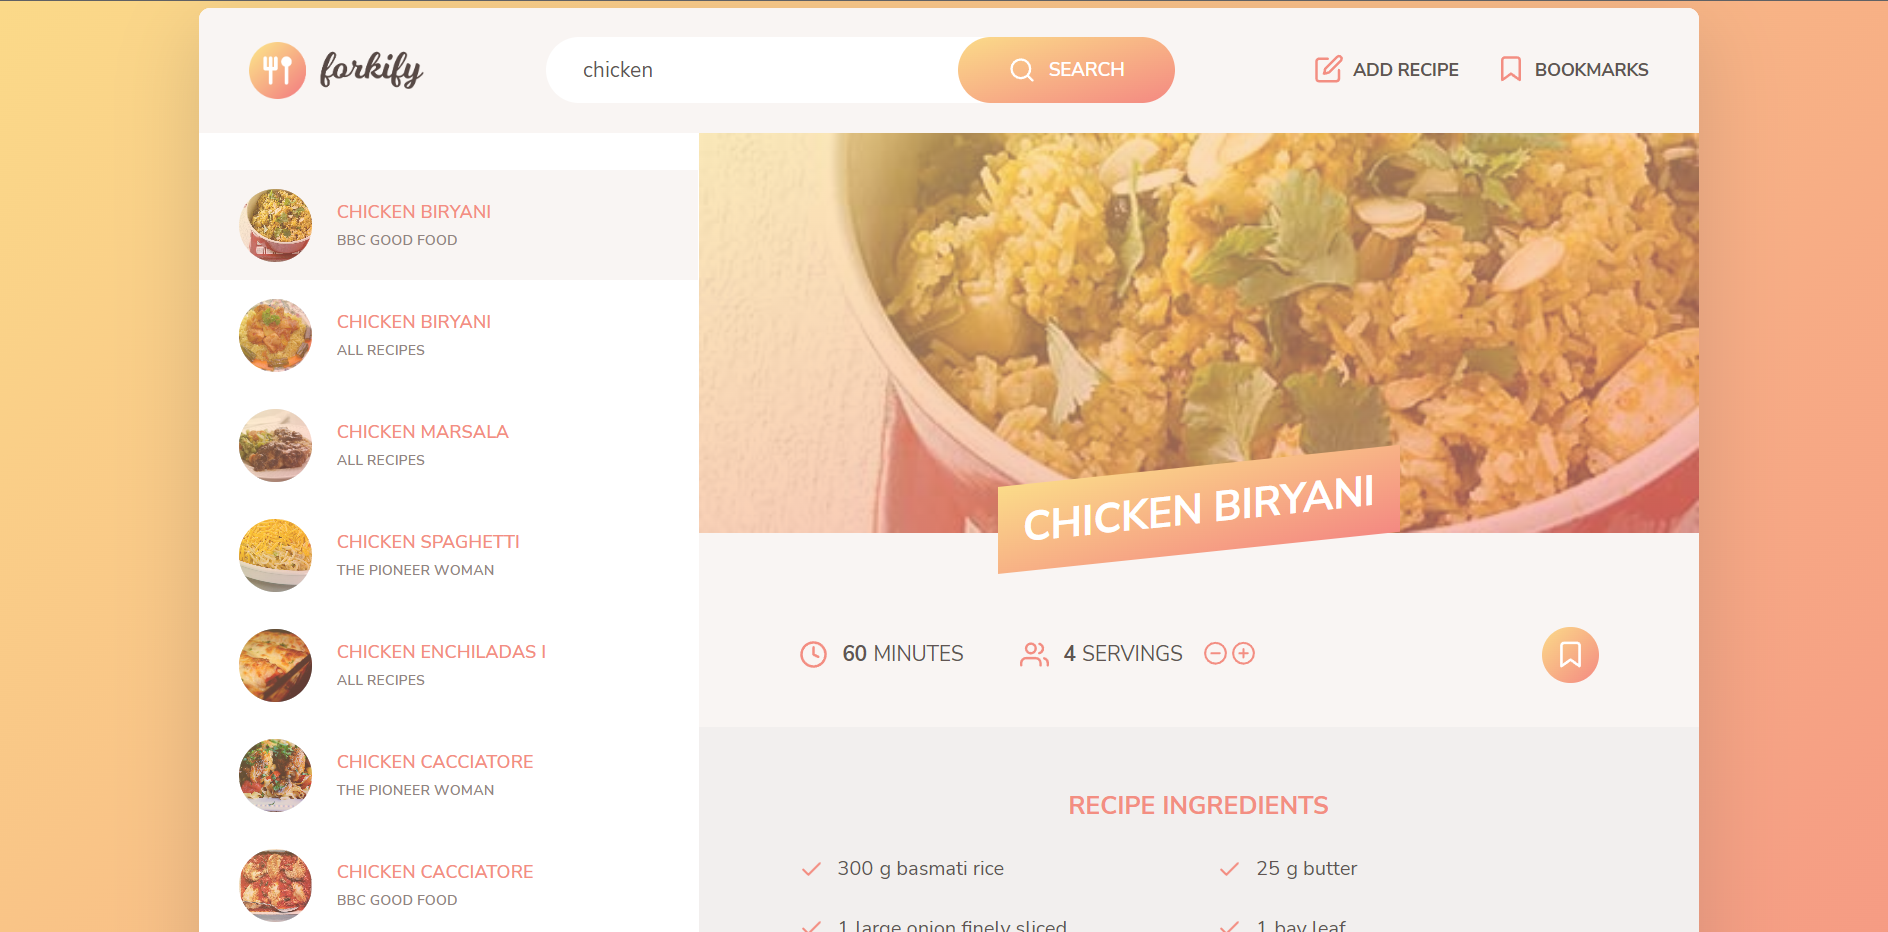 forkify
chicken
SEARCH
ADD RECIPE
BOOKMARKS
CHICKEN BIRYANI
BBC GOOD FOOD
CHICKEN BIRYANI
ALL RECIPES
CHICKEN MARSALA
ALL RECIPES
CHICKEN SPAGHETTI
THE PIONEER WOMAN
CHICKEN ENCHILADAS I
ALL RECIPES
CHICKEN CACCIATORE
THE PIONEER WOMAN
CHICKEN CACCIATORE
BBC GOOD FOOD
CHICKEN BIRYANI
60 MINUTES
4 SERVINGS
RECIPE INGREDIENTS
300 g basmati rice
25 g butter
1 large onion finely sliced
1 bay leaf